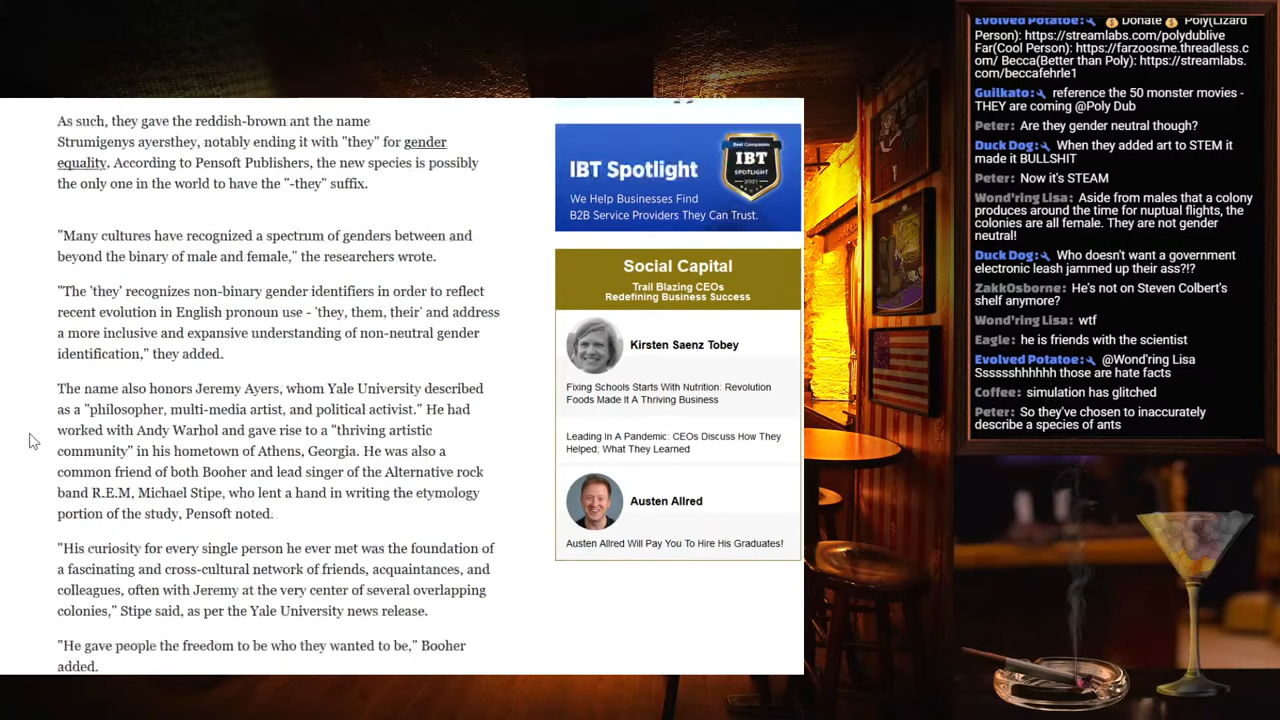 As such, they gave the reddish-brown ant the name
Strumigenys ayersthey, notably ending it with "they" for gender
equality. According to Pensoft Publishers, the new species is possibly
the only one in the world to have the "-they" suffix.
"Many cultures have recognized a spectrum of genders between and
beyond the binary of male and female," the researchers wrote.
"The 'they' recognizes non-binary gender identifiers in order to reflect
recent evolution in English pronoun use - 'they, them, their' and address
a more inclusive and expansive understanding of non-neutral gender
identification," they added.
The name also honors Jeremy Ayers, whom Yale University described
as a "philosopher, multi-media artist, and political activist." He had
worked with Andy Warhol and gave rise to a "thriving artistic
community" in his hometown of Athens, Georgia. He was also a
common friend of both Booher and lead singer of the Alternative rock
band R.E.M, Michael Stipe, who lent a hand in writing the etymology
portion of the study, Pensoft noted.
"His curiosity for every single person he ever met was the foundation of
a fascinating and cross-cultural network of friends, acquaintances, and
colleagues, often with Jeremy at the very center of several overlapping
colonies," Stipe said, as per the Yale University news release.
"He gave people the freedom to be who they wanted to be," Booher
added.
IBT Spotlight
We Help Businesses Find
B2B Service Providers They Can Trust.
Best Companies
IBT
SPOTLIGHT
2021
Social Capital
Trail Blazing CEOs
Redefining Business Success
Kirsten Saenz Tobey
Fixing Schools Starts With Nutrition: Revolution
Foods Made It A Thriving Business
Leading In A Pandemic: CEOs Discuss How They
Helped; What They Learned
Austen Allred
Austen Allred Will Pay You To Hire His Graduates!
Evolved Potatoe: Donate Poly(Lizard
Person): https://streamlabs.com/polydublive
Far(Cool Person): https://farzoosme.threadless.c
om/ Becca(Better than Poly): https://streamlabs.
com/beccafehrle1
Guilkato: reference the 50 monster movies -
THEY are coming @Poly Dub
Peter: Are they gender neutral though?
Duck Dog: When they added art to STEM it
made it BULLSHIT
Peter: Now it's STEAM
Wond'ring Lisa: Aside from males that a colony
produces around the time for nuptual flights, the
colonies are all female. They are not gender
neutral!
Duck Dog: Who doesn't want a government
electronic leash jammed up their ass?!?
ZakkOsborne: He's not on Steven Colbert's
shelf anymore?
Wond'ring Lisa: wtf
Eagle: he is friends with the scientist
Evolved Potatoe: @Wond'ring Lisa
Sssssshhhhhh those are hate facts
Coffee: simulation has glitched
Peter: So they've chosen to inaccurately
describe a species of ants